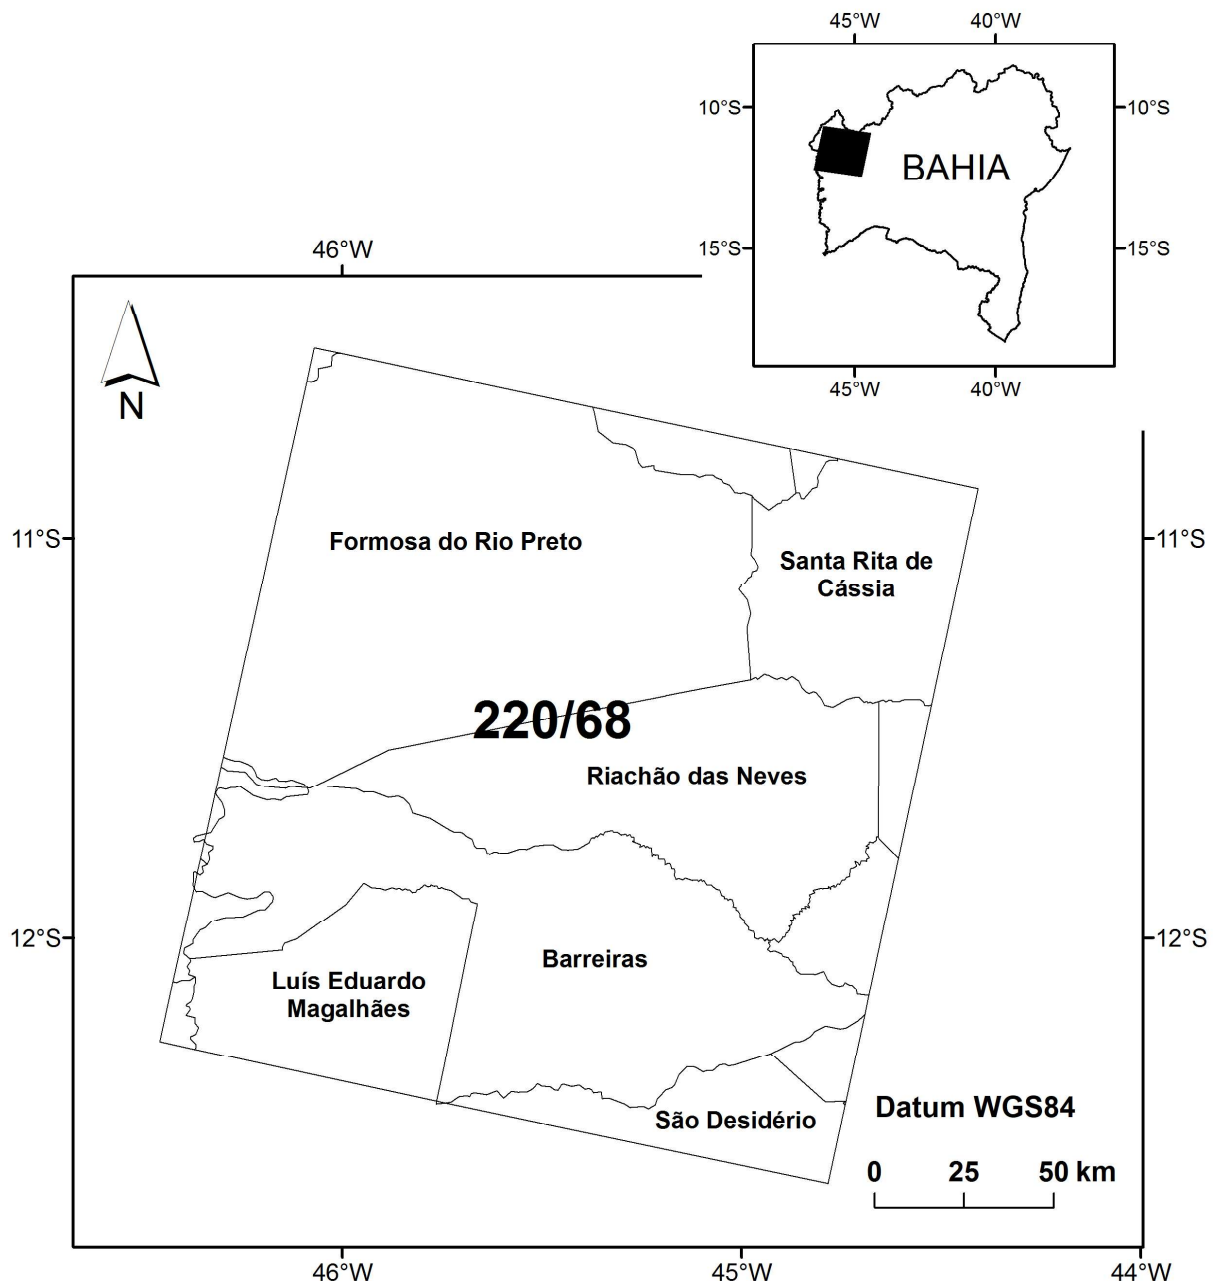 45°W 40°W
10°S 10°S
BAHIA
15°S 15°S
45°W 40°W
46°W
N
11°S 11°S
Formosa do Rio Preto
Santa Rita de
Cássia
220/68
Riachão das Neves
12°S 12°S
Barreiras
Luís Eduardo
Magalhães
São Desidério
Datum WGS84
0 25 50 km
46°W 45°W 44°W